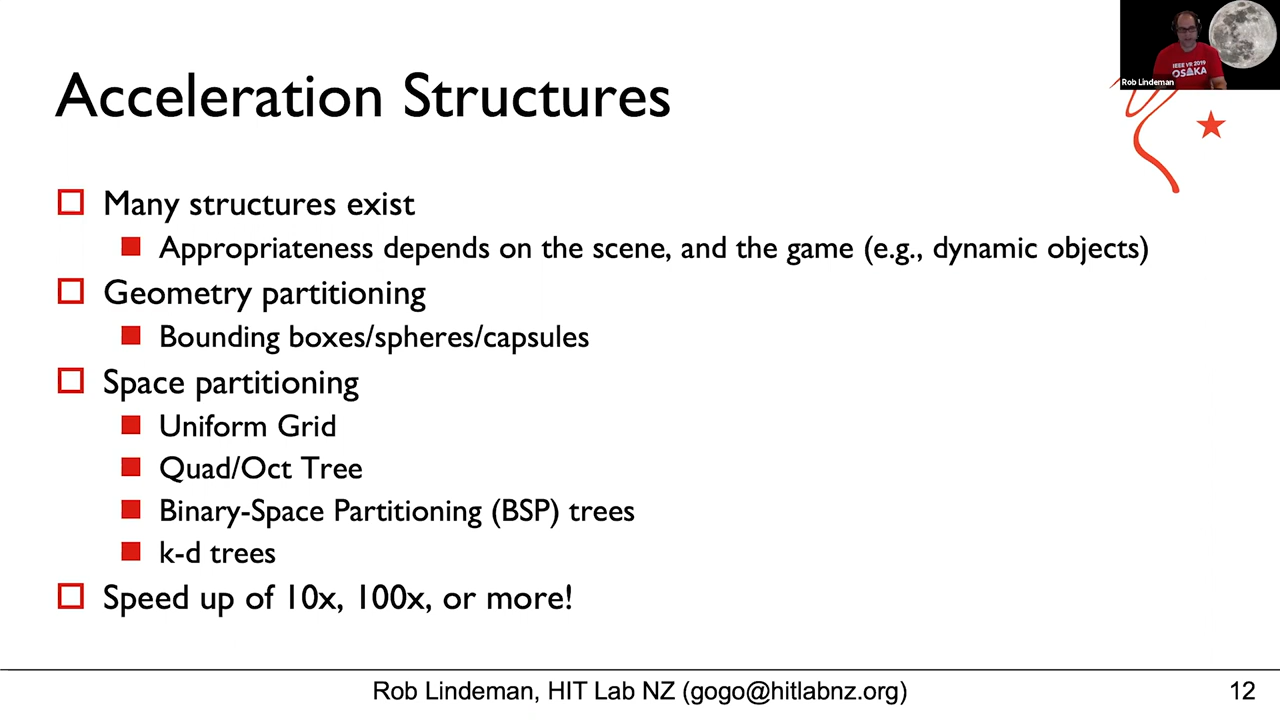 IEEE VR 2019
OSAKA
Rob Lindeman
Acceleration Structures
Many structures exist
Appropriateness depends on the scene, and the game (e.g., dynamic objects)
Geometry partitioning
Bounding boxes/spheres/capsules
Space partitioning
Uniform Grid
Quad/Oct Tree
Binary-Space Partitioning (BSP) trees
k-d trees
Speed up of 10x, 100x, or more!
Rob Lindeman, HIT Lab NZ (gogo@hitlabnz.org)
12